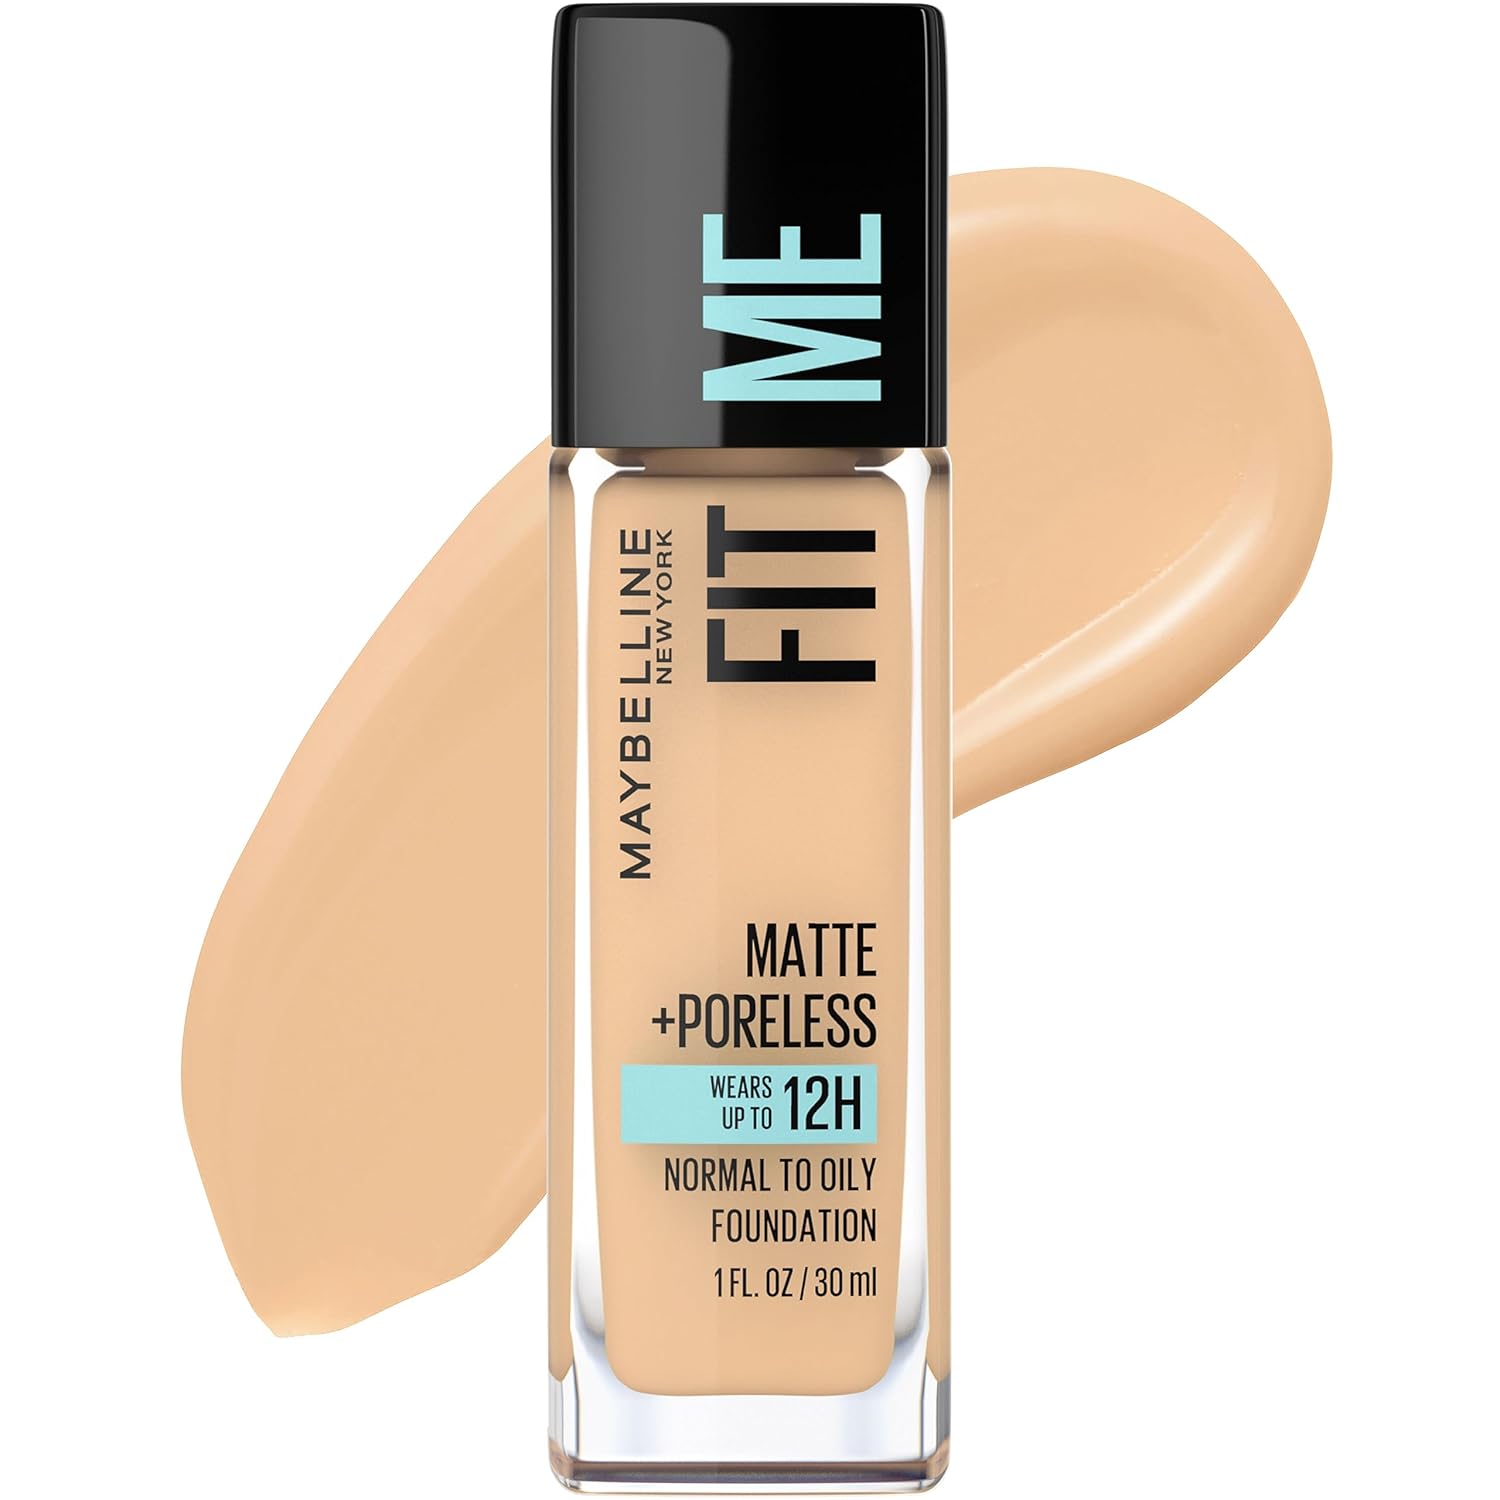 FIT ME
MAYBELLINE
NEW YORK
MATTE
+PORELESS
WEARS
UP TO 12H
NORMAL TO OILY
FOUNDATION
1 FL. OZ / 30 ml